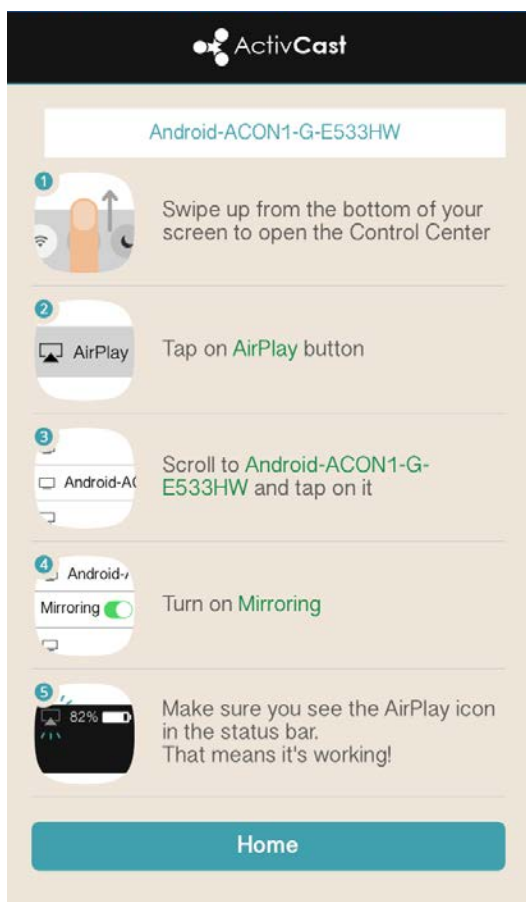 ActivCast
Android-ACON1-G-E533HW
1
Swipe up from the bottom of your
screen to open the Control Center
2
AirPlay
Tap on AirPlay button
3
Android-A
Scroll to Android-ACON1-G-
E533HW and tap on it
4
Android-
Mirroring
Turn on Mirroring
5
82%
Make sure you see the AirPlay icon
in the status bar.
That means it's working!
Home